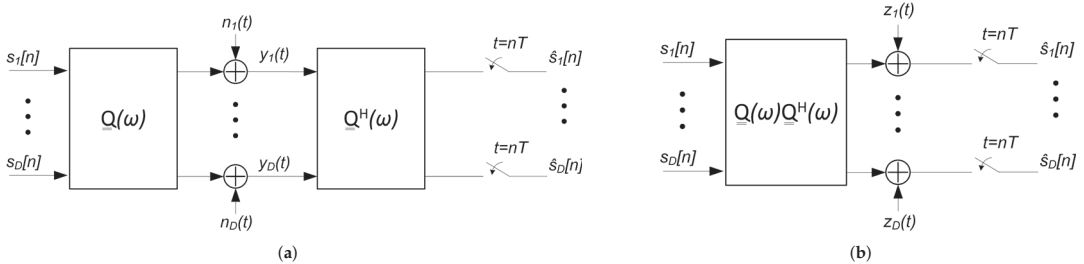 n₁(t)
z₁(t)
s₁[n]
y₁(t)
t=nT
ŝ₁[n]
s₁[n]
t=nT
ŝ₁[n]
Q(ω)
Qᴴ(ω)
Q(ω)Qᴴ(ω)
s_D[n]
y_D(t)
t=nT
ŝ_D[n]
s_D[n]
t=nT
ŝ_D[n]
n_D(t)
z_D(t)
(a)
(b)